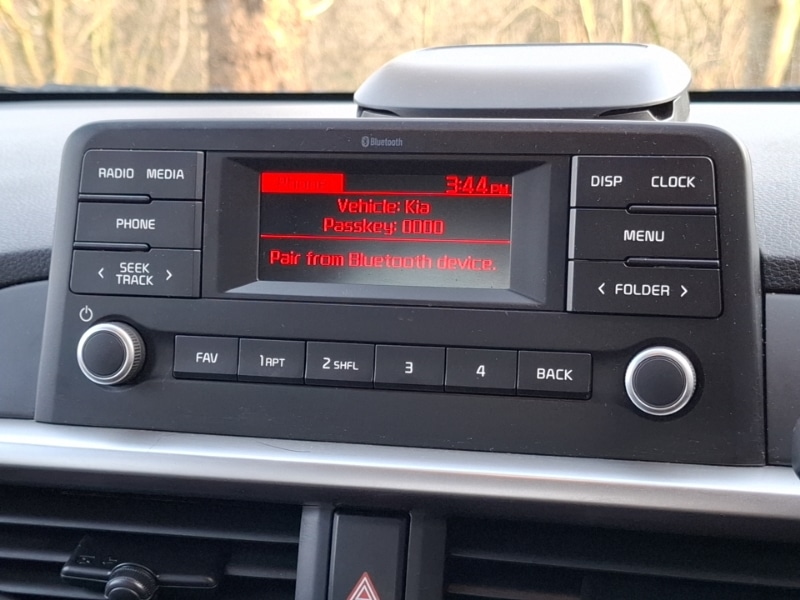 Bluetooth
RADIO MEDIA
PHONE
SEEK
TRACK
3:44 PM
Vehicle: Kia
Passkey: 0000
Pair from Bluetooth device.
DISP CLOCK
MENU
FOLDER
FAV
1 RPT
2 SHFL
3
4
BACK